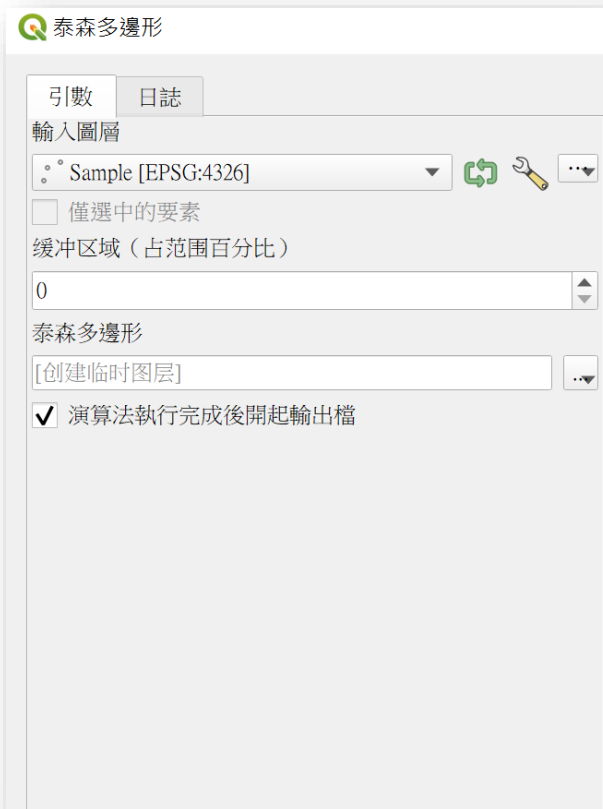 泰森多邊形
引數 日誌
輸入圖層
Sample [EPSG:4326]
僅選中的要素
缓冲区域（占范围百分比）
0
泰森多邊形
[创建临时图层]
演算法執行完成後開起輸出檔